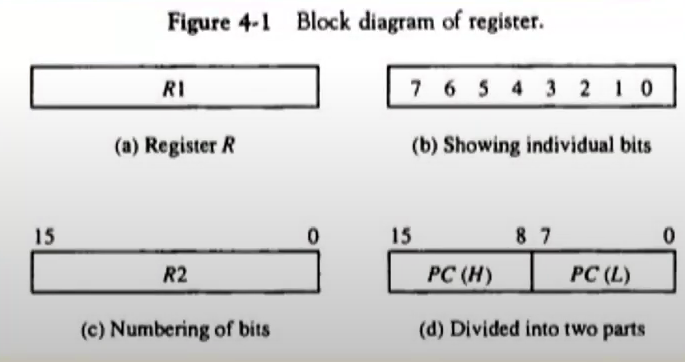 Figure 4-1 Block diagram of register.
R1
7 6 5 4 3 2 1 0
(a) Register R
(b) Showing individual bits
15 0
15 8 7 0
R2
PC (H) PC (L)
(c) Numbering of bits
(d) Divided into two parts